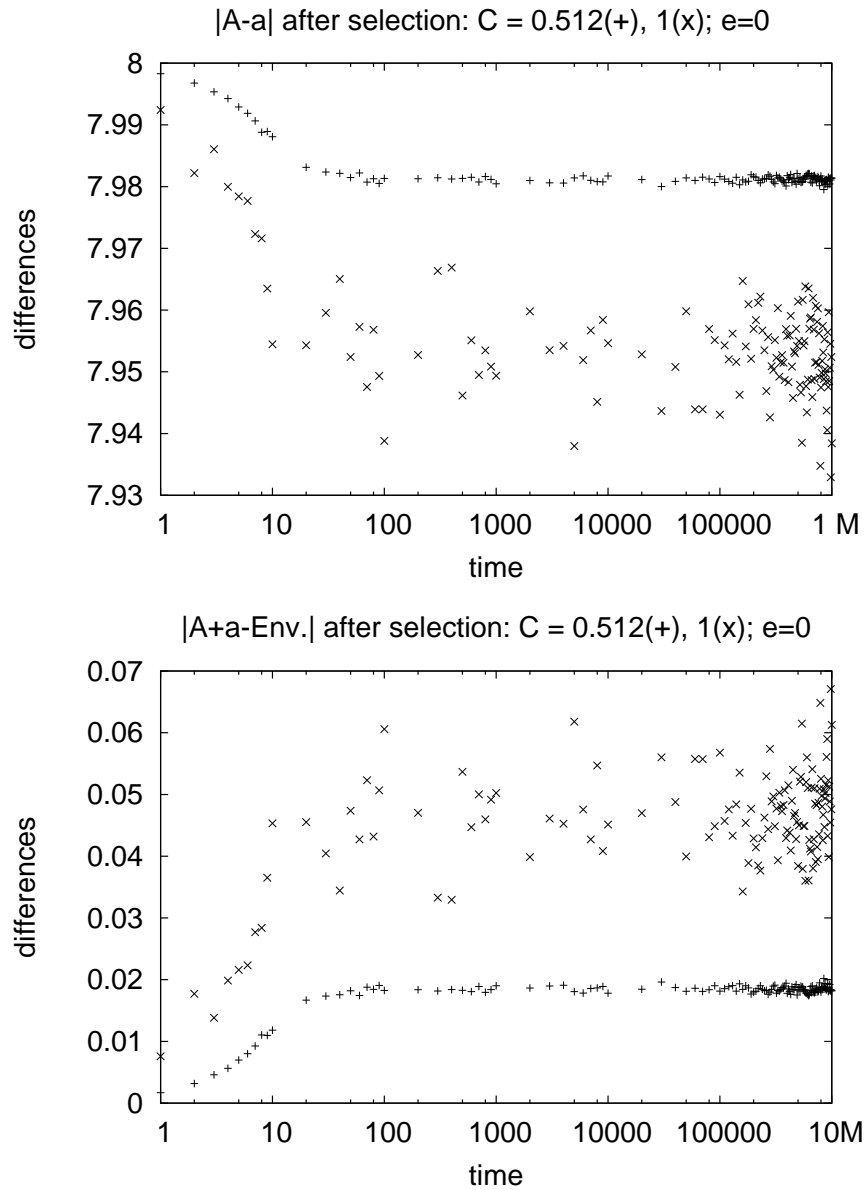 |A-a| after selection: C = 0.512(+), 1(x); e=0
8
7.99
7.98
7.97
7.96
7.95
7.94
7.93
differences
1 10 100 1000 10000 100000 1 M
time
|A+a-Env.| after selection: C = 0.512(+), 1(x); e=0
0.07
0.06
0.05
0.04
0.03
0.02
0.01
0
differences
1 10 100 1000 10000 100000 10M
time